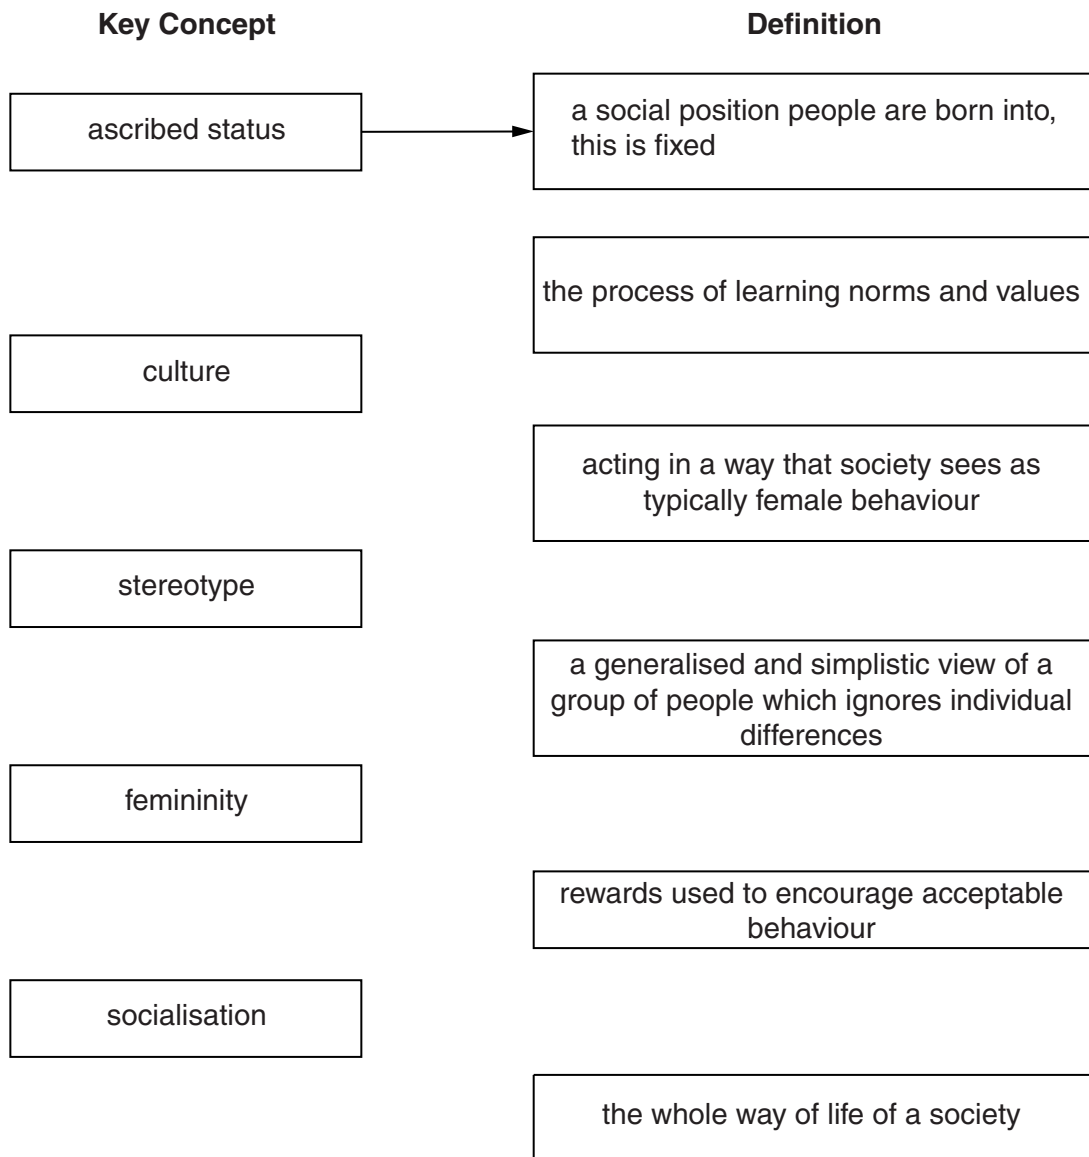 Key Concept
Definition
ascribed status
a social position people are born into,
this is fixed
the process of learning norms and values
culture
acting in a way that society sees as
typically female behaviour
stereotype
a generalised and simplistic view of a
group of people which ignores individual
differences
femininity
rewards used to encourage acceptable
behaviour
socialisation
the whole way of life of a society